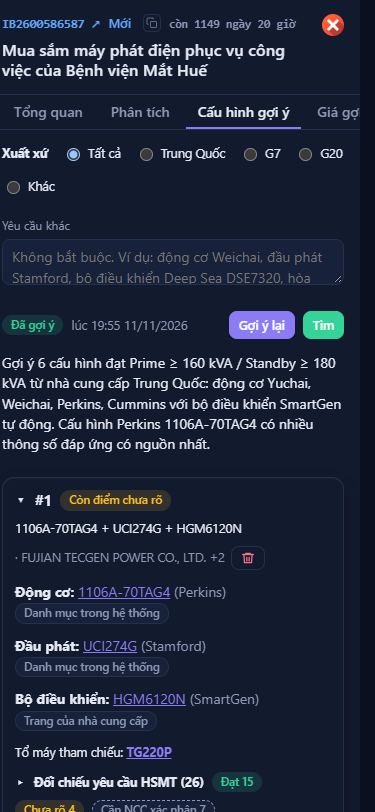 IB2600586587 ↗ Mới còn 1149 ngày 20 giờ
Mua sắm máy phát điện phục vụ công
việc của Bệnh viện Mắt Huế
Tổng quan Phân tích Cấu hình gợi ý Giá gợ
Xuất xứ Tất cả Trung Quốc G7 G20
Khác
Yêu cầu khác
Không bắt buộc. Ví dụ: động cơ Weichai, đầu phát
Stamford, bộ điều khiển Deep Sea DSE7320, hòa
Đã gợi ý lúc 19:55 11/11/2026 Gợi ý lại Tìm
Gợi ý 6 cấu hình đạt Prime ≥ 160 kVA / Standby ≥ 180
kVA từ nhà cung cấp Trung Quốc: động cơ Yuchai,
Weichai, Perkins, Cummins với bộ điều khiển SmartGen
tự động. Cấu hình Perkins 1106A-70TAG4 có nhiều
thông số đáp ứng có nguồn nhất.
▾ #1 Còn điểm chưa rõ
1106A-70TAG4 + UCI274G + HGM6120N
· FUJIAN TECGEN POWER CO., LTD. +2
Động cơ: 1106A-70TAG4 (Perkins)
Danh mục trong hệ thống
Đầu phát: UCI274G (Stamford)
Danh mục trong hệ thống
Bộ điều khiển: HGM6120N (SmartGen)
Trang của nhà cung cấp
Tổ máy tham chiếu: TG220P
▸ Đối chiếu yêu cầu HSMT (26) Đạt 15
Chưa rõ 4 Cần NCC xác nhận 7